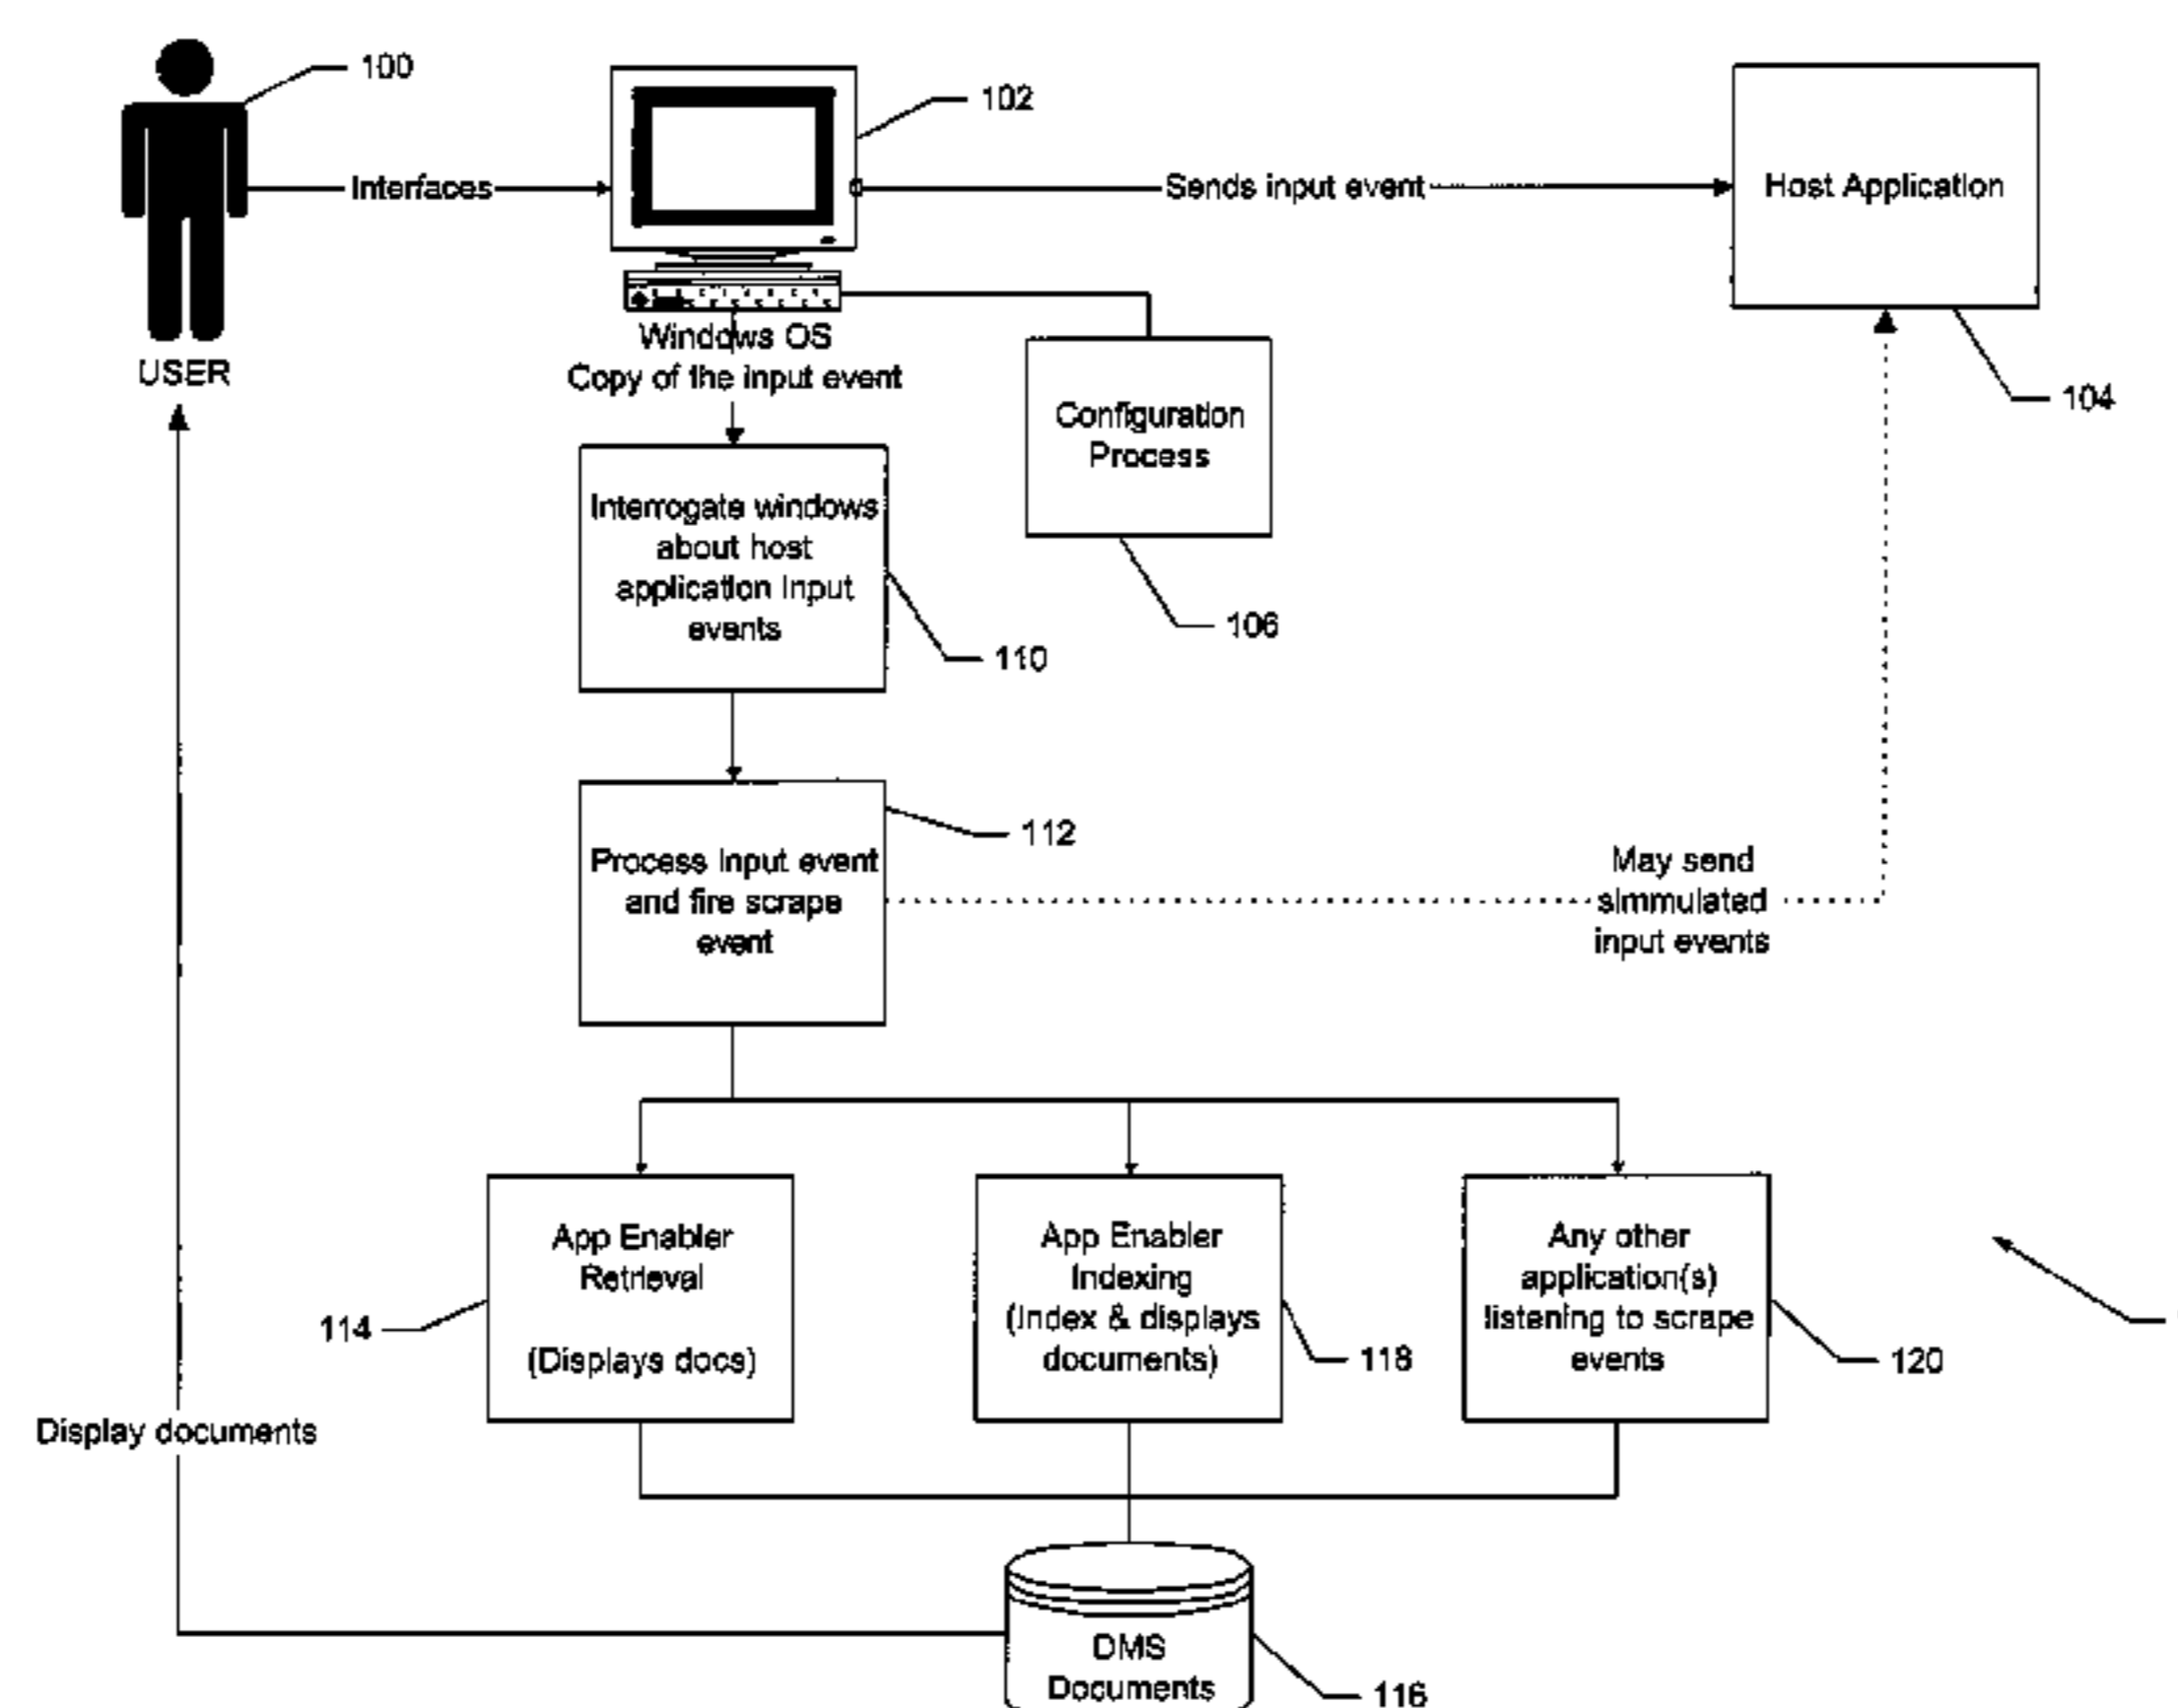 100
102
Interfaces
Sends input event
Host Application
USER
Windows OS
Copy of the input event
104
Configuration
Process
Interrogate windows
about host
application Input
events
106
110
112
Process Input event
and fire scrape
event
May send
simmulated
input events
App Enabler
Retrieval
(Displays docs)
114
App Enabler
Indexing
(Index & displays
documents)
118
Any other
application(s)
listening to scrape
events
120
Display documents
DMS
Documents
116